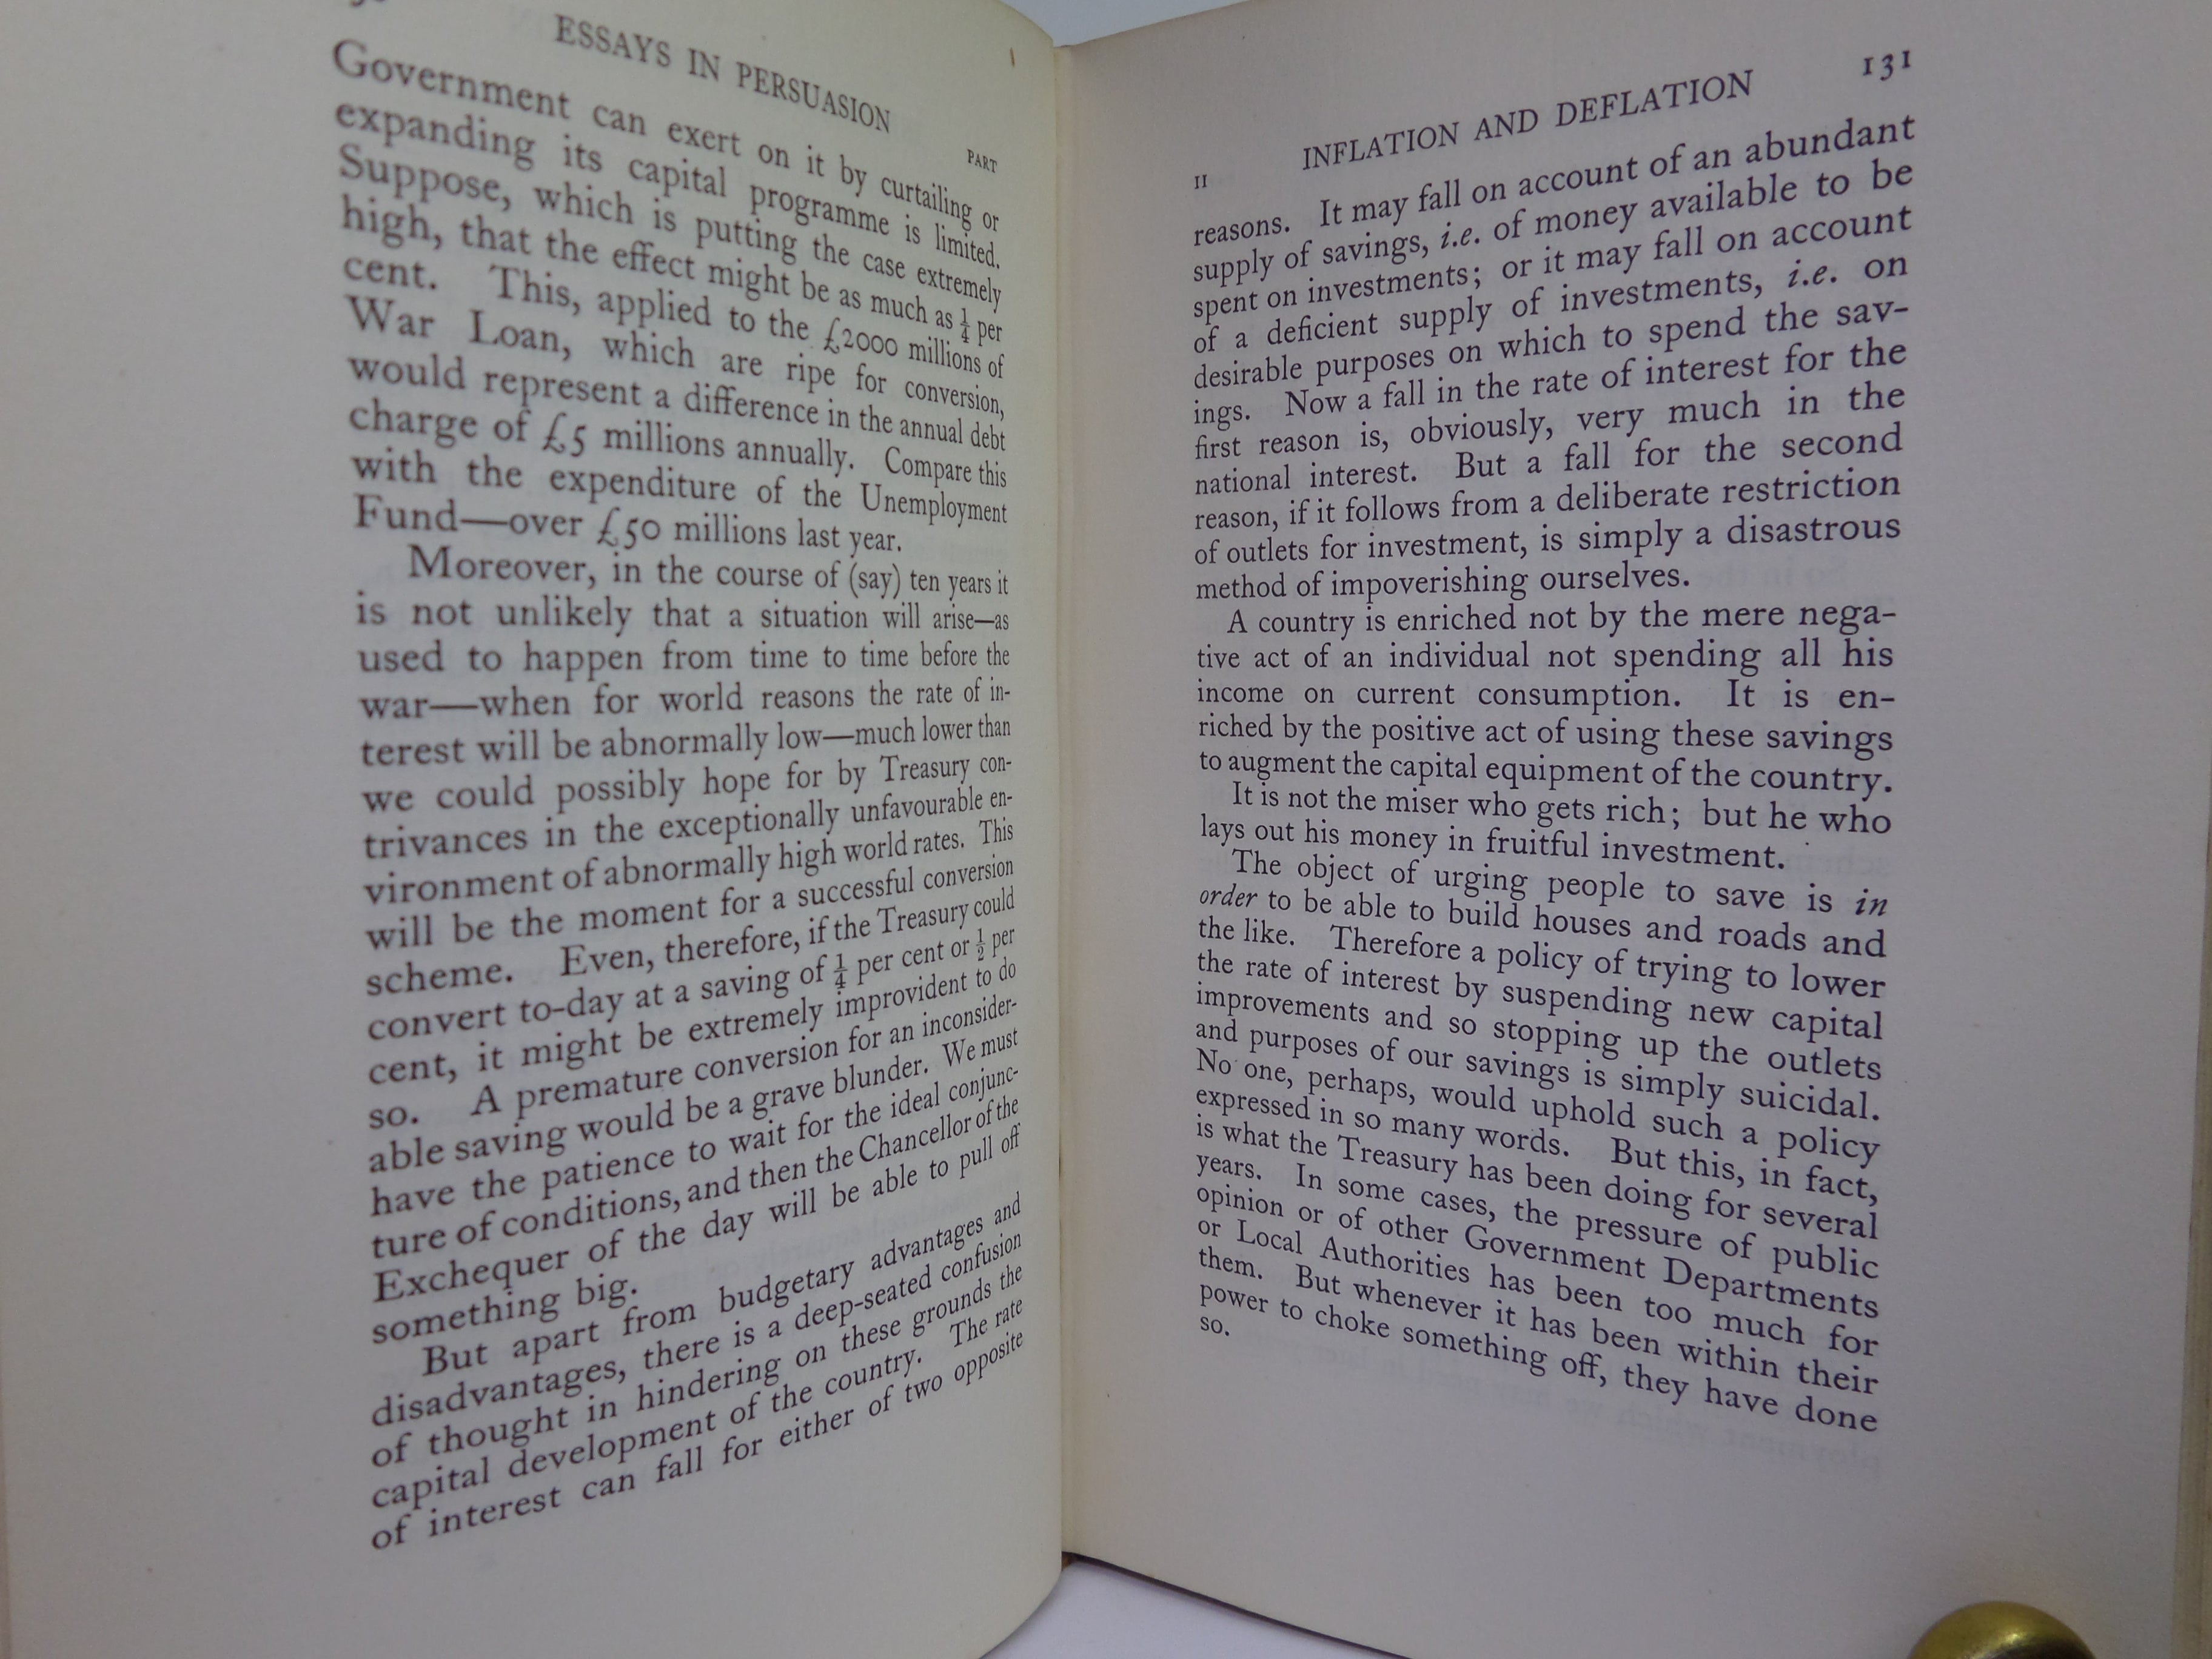 ESSAYS IN PERSUASION
PART
Government can exert on it by curtailing or
expanding its capital programme is limited.
Suppose, which is putting the case extremely
high, that the effect might be as much as ¼ per
cent. This, applied to the £2000 millions of
War Loan, which are ripe for conversion,
would represent a difference in the annual debt
charge of £5 millions annually. Compare this
with the expenditure of the Unemployment
Fund—over £50 millions last year.
Moreover, in the course of (say) ten years it
is not unlikely that a situation will arise—as
used to happen from time to time before the
war—when for world reasons the rate of in-
terest will be abnormally low—much lower than
we could possibly hope for by Treasury con-
trivances in the exceptionally unfavourable en-
vironment of abnormally high world rates. This
will be the moment for a successful conversion
scheme. Even, therefore, if the Treasury could
convert to-day at a saving of ¼ per cent or ½ per
cent, it might be extremely improvident to do
so. A premature conversion for an inconsider-
able saving would be a grave blunder. We must
have the patience to wait for the ideal conjunc-
ture of conditions, and then the Chancellor of the
Exchequer of the day will be able to pull off
something big.
But apart from budgetary advantages and
disadvantages, there is a deep-seated confusion
of thought in hindering on these grounds the
capital development of the country. The rate
of interest can fall for either of two opposite
II
INFLATION AND DEFLATION
131
reasons. It may fall on account of an abundant
supply of savings, i.e. of money available to be
spent on investments; or it may fall on account
of a deficient supply of investments, i.e. on
desirable purposes on which to spend the sav-
ings. Now a fall in the rate of interest for the
first reason is, obviously, very much in the
national interest. But a fall for the second
reason, if it follows from a deliberate restriction
of outlets for investment, is simply a disastrous
method of impoverishing ourselves.
A country is enriched not by the mere nega-
tive act of an individual not spending all his
income on current consumption. It is en-
riched by the positive act of using these savings
to augment the capital equipment of the country.
It is not the miser who gets rich; but he who
lays out his money in fruitful investment.
The object of urging people to save is in
order to be able to build houses and roads and
the like. Therefore a policy of trying to lower
the rate of interest by suspending new capital
improvements and so stopping up the outlets
and purposes of our savings is simply suicidal.
No one, perhaps, would uphold such a policy
expressed in so many words. But this, in fact,
is what the Treasury has been doing for several
years. In some cases, the pressure of public
opinion or of other Government Departments
or Local Authorities has been too much for
them. But whenever it has been within their
power to choke something off, they have done
so.